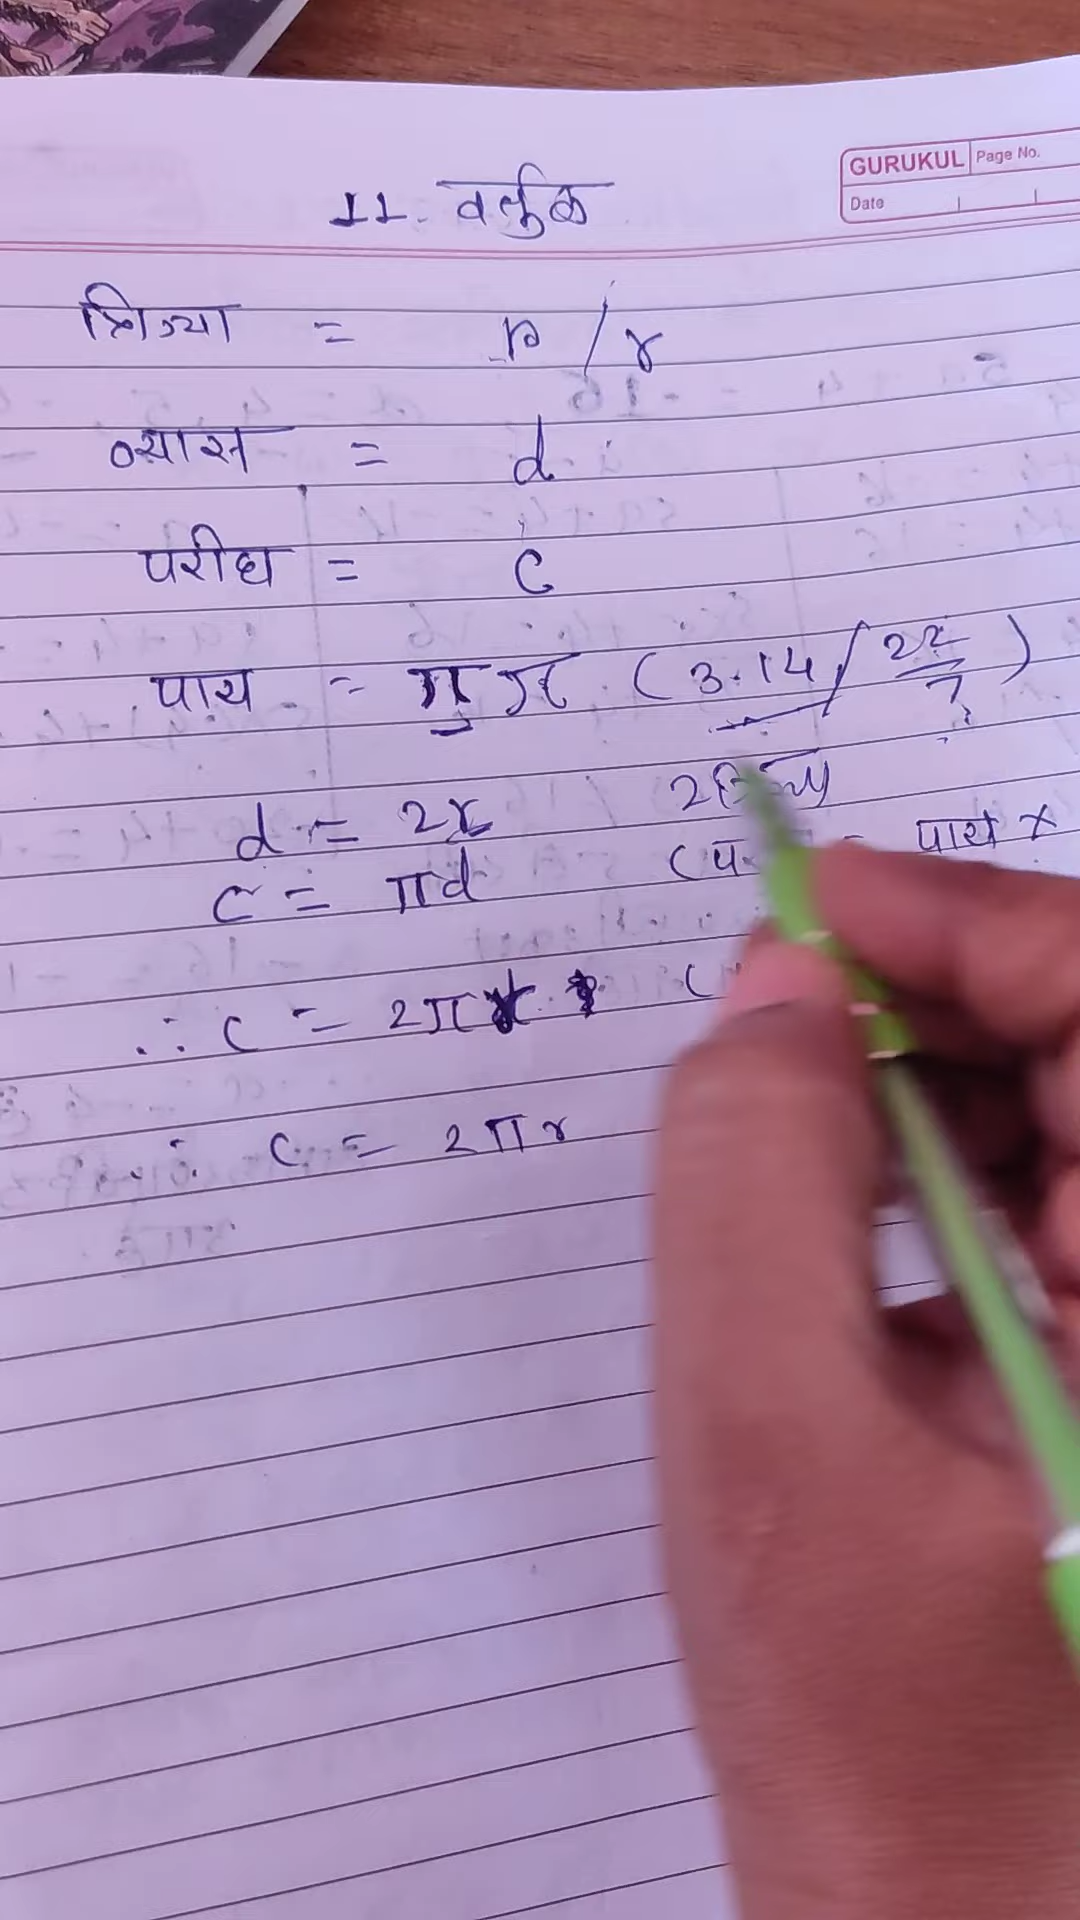 GURUKUL Page No.
Date
11. वर्तुळ
त्रिज्या = r / r
व्यास = d
परीघ = c
पाय = π π ( 3.14 / 22/7 )
d = 2r
c = πd पाय x
∴ c = 2πr
∴ c = 2πr